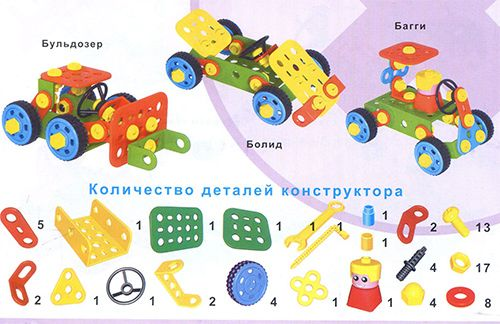 Бульдозер
Болид
Багги
Количество деталей конструктора
5 1 1 1 1 1 1 2 13
1
4 17
2 1 1 2 4 1 1 2 8